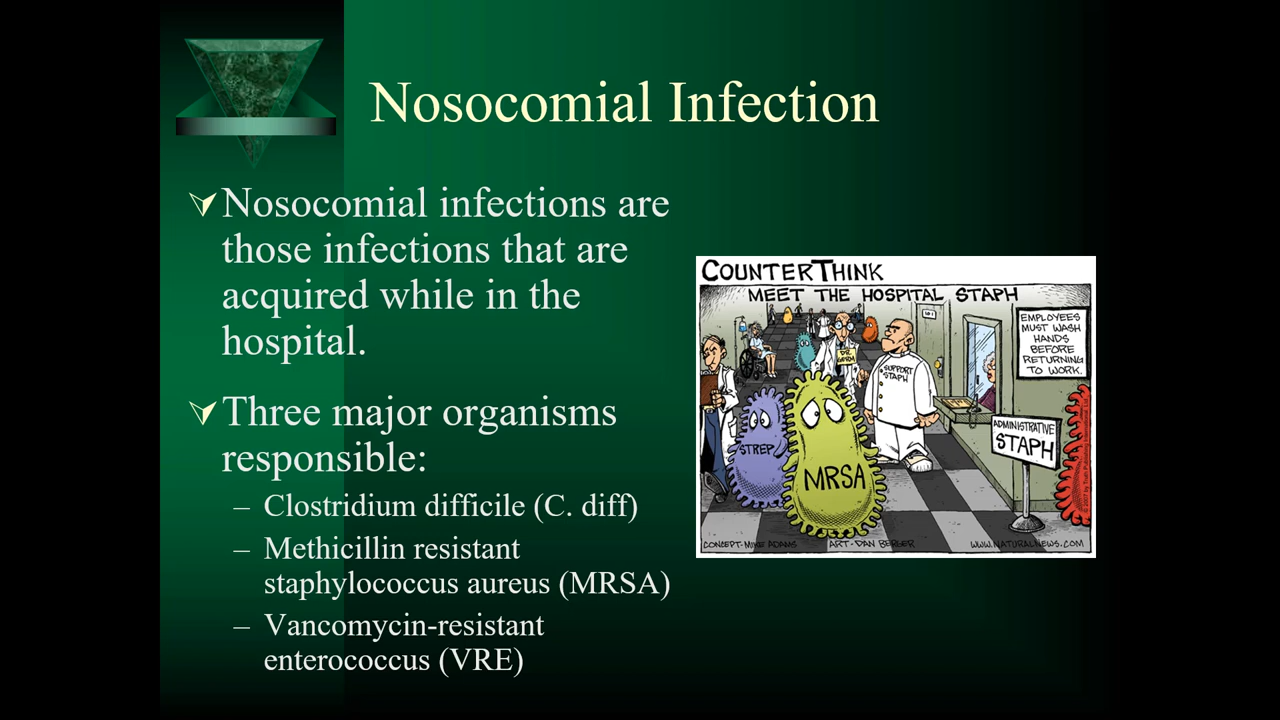 Nosocomial Infection
Nosocomial infections are
those infections that are
acquired while in the
hospital.
Three major organisms
responsible:
– Clostridium difficile (C. diff)
– Methicillin resistant
staphylococcus aureus (MRSA)
– Vancomycin-resistant
enterococcus (VRE)
COUNTERTHINK
MEET THE HOSPITAL STAPH
EMPLOYEES
MUST WASH
HANDS
BEFORE
RETURNING
TO WORK.
DR.
GERM
SUPPORT
STAPH
ADMINISTRATIVE
STAPH
STREP
MRSA
CONCEPT-MIKE ADAMS
ART-DAN BERGER
WWW.NATURALNEWS.COM